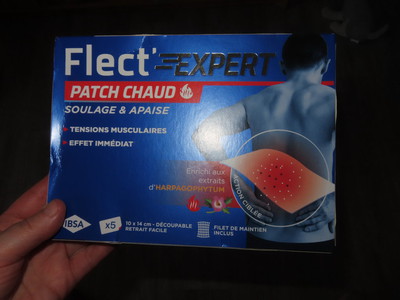 Flect' EXPERT
PATCH CHAUD
SOULAGE & APAISE
TENSIONS MUSCULAIRES
EFFET IMMÉDIAT
Enrichi aux
extraits
d'HARPAGOPHYTUM
ACTION CIBLÉE
IBSA
x5
10 x 14 cm - DÉCOUPABLE
RETRAIT FACILE
FILET DE MAINTIEN
INCLUS